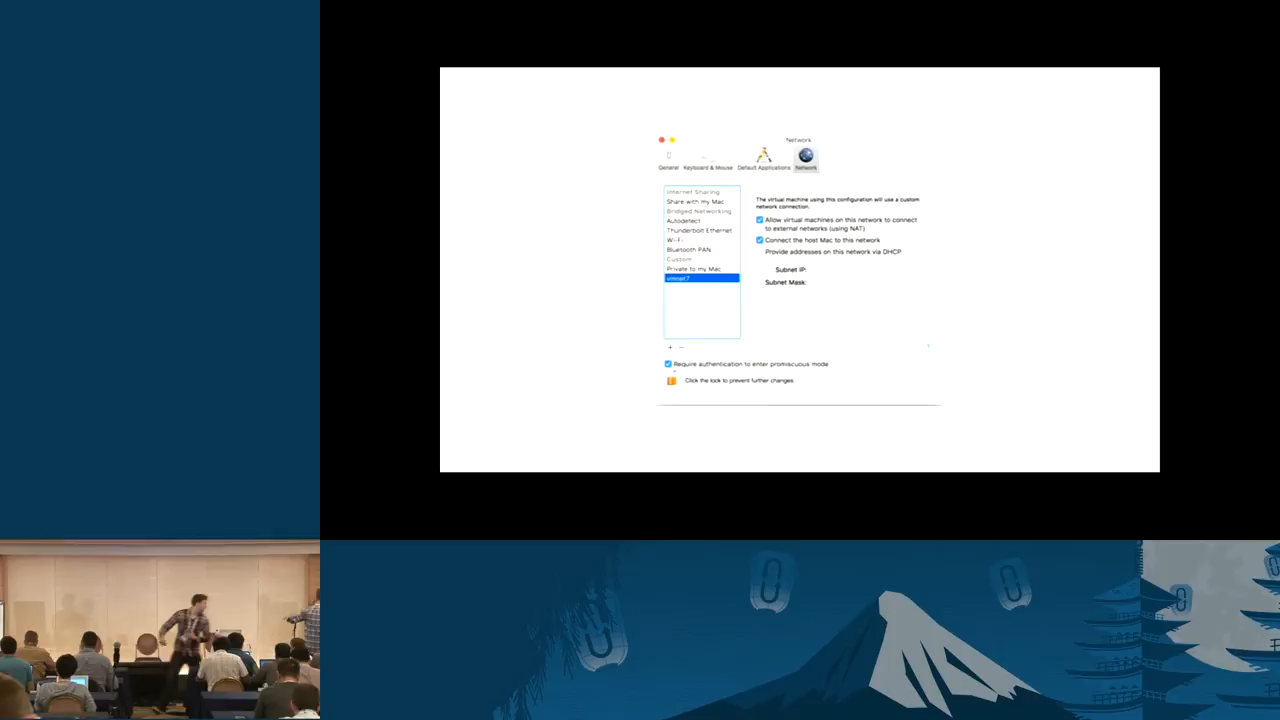 Network
General Keyboard & Mouse Default Applications Network
Internet Sharing
Share with my Mac
Bridged Networking
Autodetect
Thunderbolt Ethernet
Wi-Fi
Bluetooth PAN
Custom
Private to my Mac
vmnet7
The virtual machine using this configuration will use a custom
network connection.
Allow virtual machines on this network to connect
to external networks (using NAT)
Connect the host Mac to this network
Provide addresses on this network via DHCP
Subnet IP:
Subnet Mask:
+ −
Require authentication to enter promiscuous mode
Click the lock to prevent further changes.